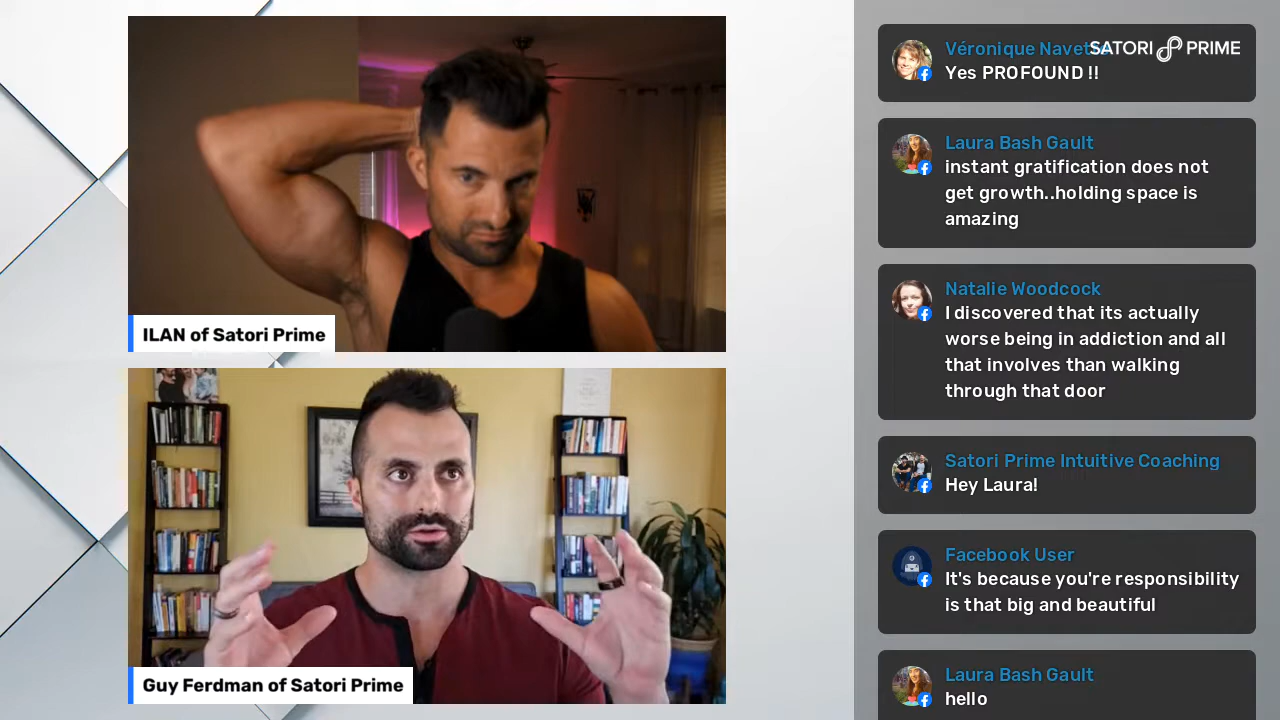 ILAN of Satori Prime
Guy Ferdman of Satori Prime
SATORI PRIME
Véronique
Yes PROFOUND !!
Laura Bash Gault
instant gratification does not
get growth..holding space is
amazing
Natalie Woodcock
I discovered that its actually
worse being in addiction and all
that involves than walking
through that door
Satori Prime Intuitive Coaching
Hey Laura!
Facebook User
It's because you're responsibility
is that big and beautiful
Laura Bash Gault
hello